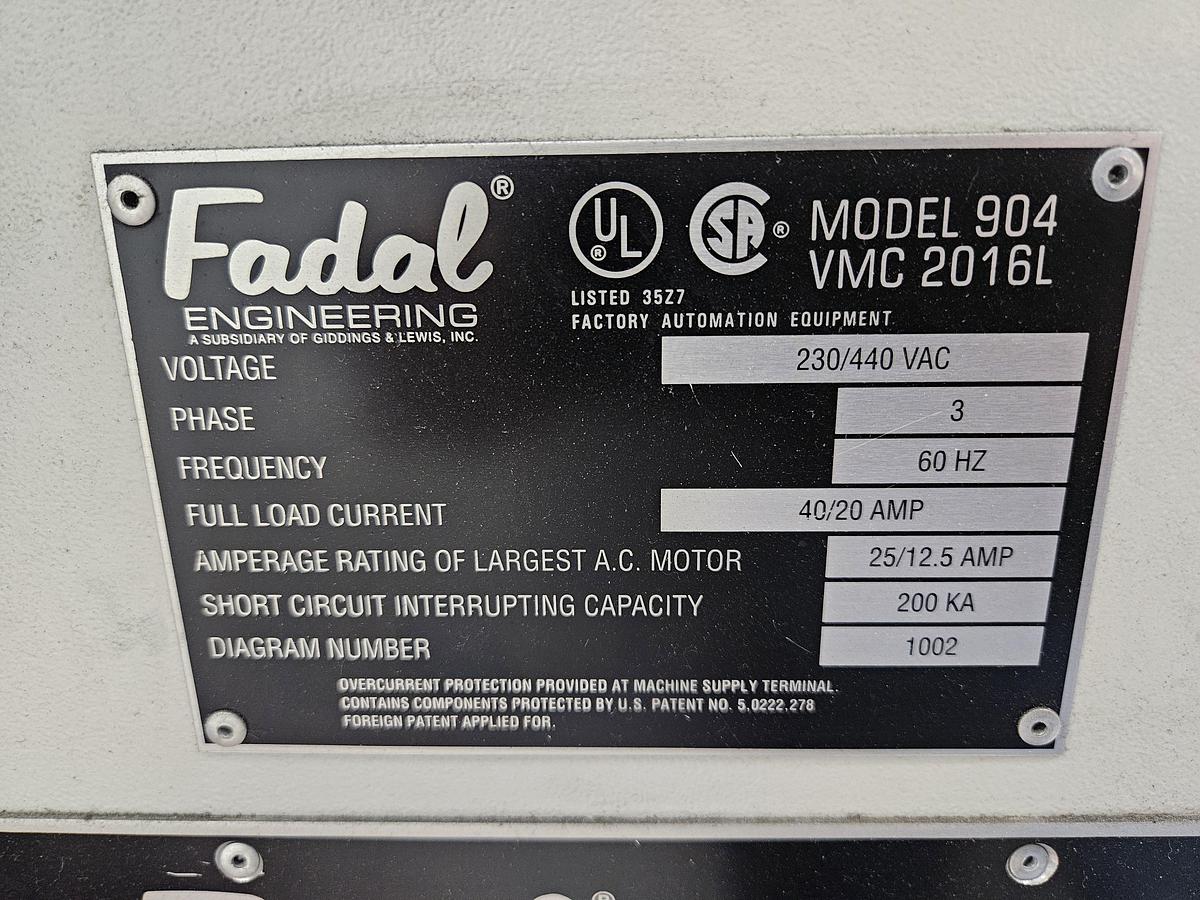 Fadal®
ENGINEERING
A SUBSIDIARY OF GIDDINGS & LEWIS, INC.
UL®
SA®
LISTED 35Z7
FACTORY AUTOMATION EQUIPMENT
MODEL 904
VMC 2016L
VOLTAGE 230/440 VAC
PHASE 3
FREQUENCY 60 HZ
FULL LOAD CURRENT 40/20 AMP
AMPERAGE RATING OF LARGEST A.C. MOTOR 25/12.5 AMP
SHORT CIRCUIT INTERRUPTING CAPACITY 200 KA
DIAGRAM NUMBER 1002
OVERCURRENT PROTECTION PROVIDED AT MACHINE SUPPLY TERMINAL.
CONTAINS COMPONENTS PROTECTED BY U.S. PATENT NO. 5.0222.278
FOREIGN PATENT APPLIED FOR.